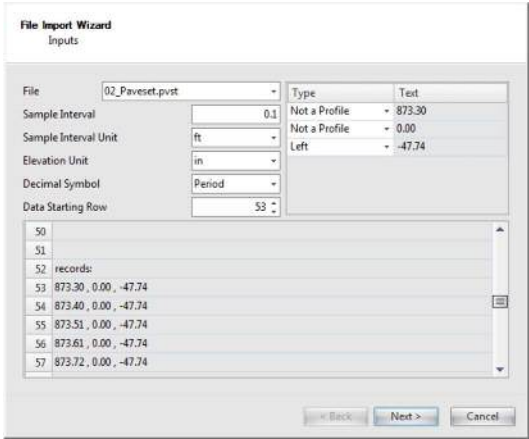 File Import Wizard
Inputs
File 02_Paveset.pvst
Sample Interval 0.1
Sample Interval Unit ft
Elevation Unit in
Decimal Symbol Period
Data Starting Row 53
Type Text
Not a Profile 873.30
Not a Profile 0.00
Left -47.74
50
51
52 records:
53 873.30 , 0.00 , -47.74
54 873.40 , 0.00 , -47.74
55 873.51 , 0.00 , -47.74
56 873.61 , 0.00 , -47.74
57 873.72 , 0.00 , -47.74
< Back Next > Cancel